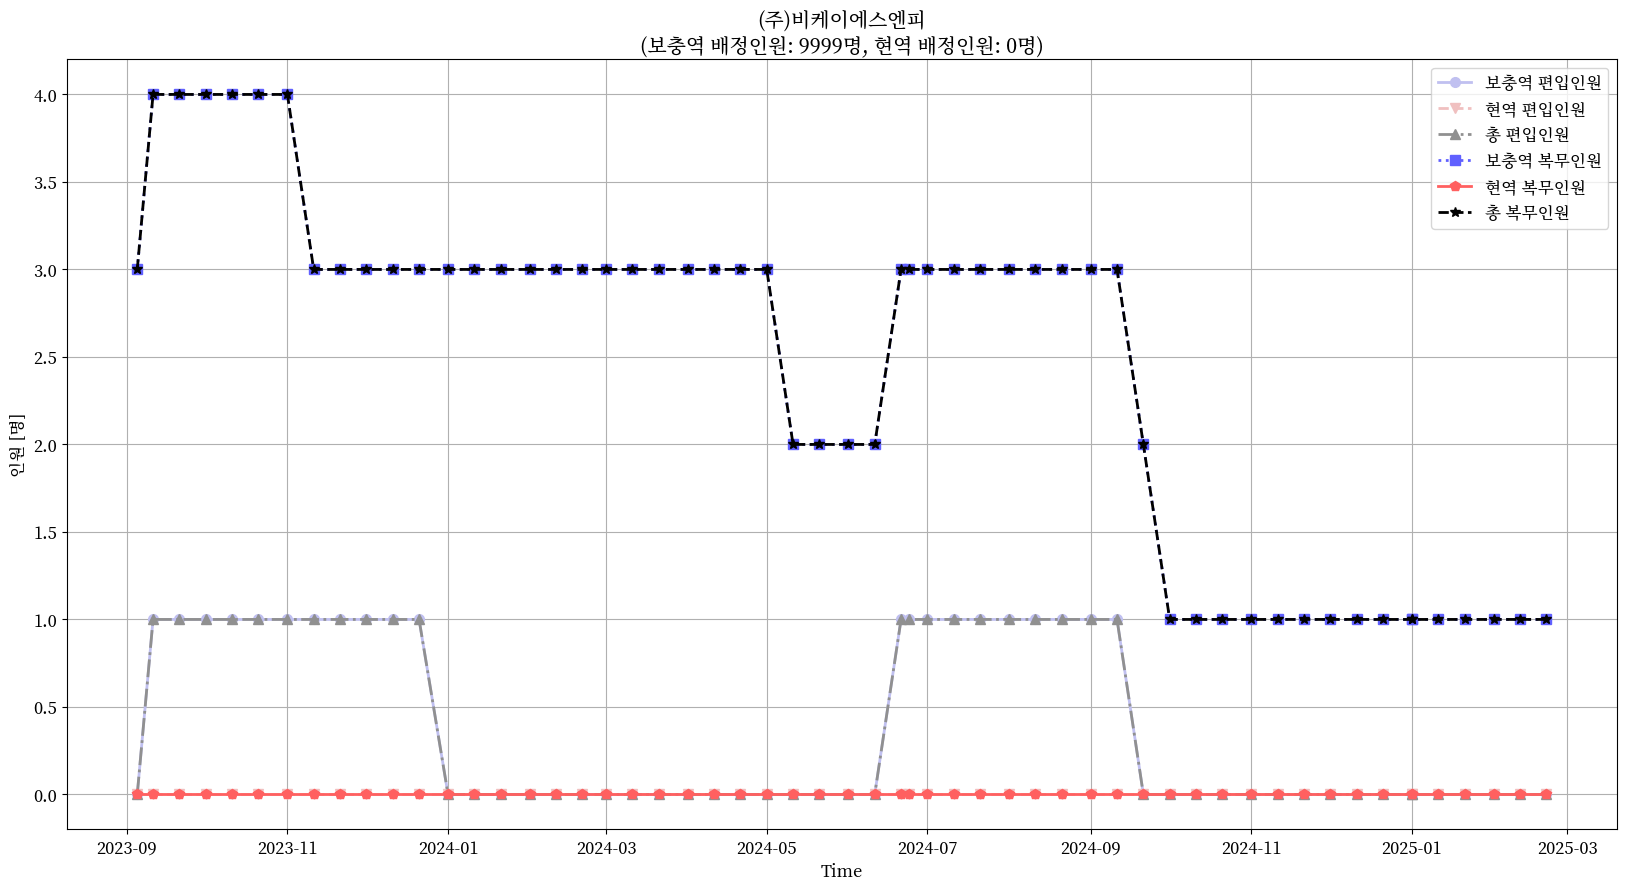 (주)비케이에스엔피
(보충역 배정인원: 9999명, 현역 배정인원: 0명)
보충역 편입인원
현역 편입인원
총 편입인원
보충역 복무인원
현역 복무인원
총 복무인원
인원 [명]
4.0
3.5
3.0
2.5
2.0
1.5
1.0
0.5
0.0
2023-09
2023-11
2024-01
2024-03
2024-05
2024-07
2024-09
2024-11
2025-01
2025-03
Time